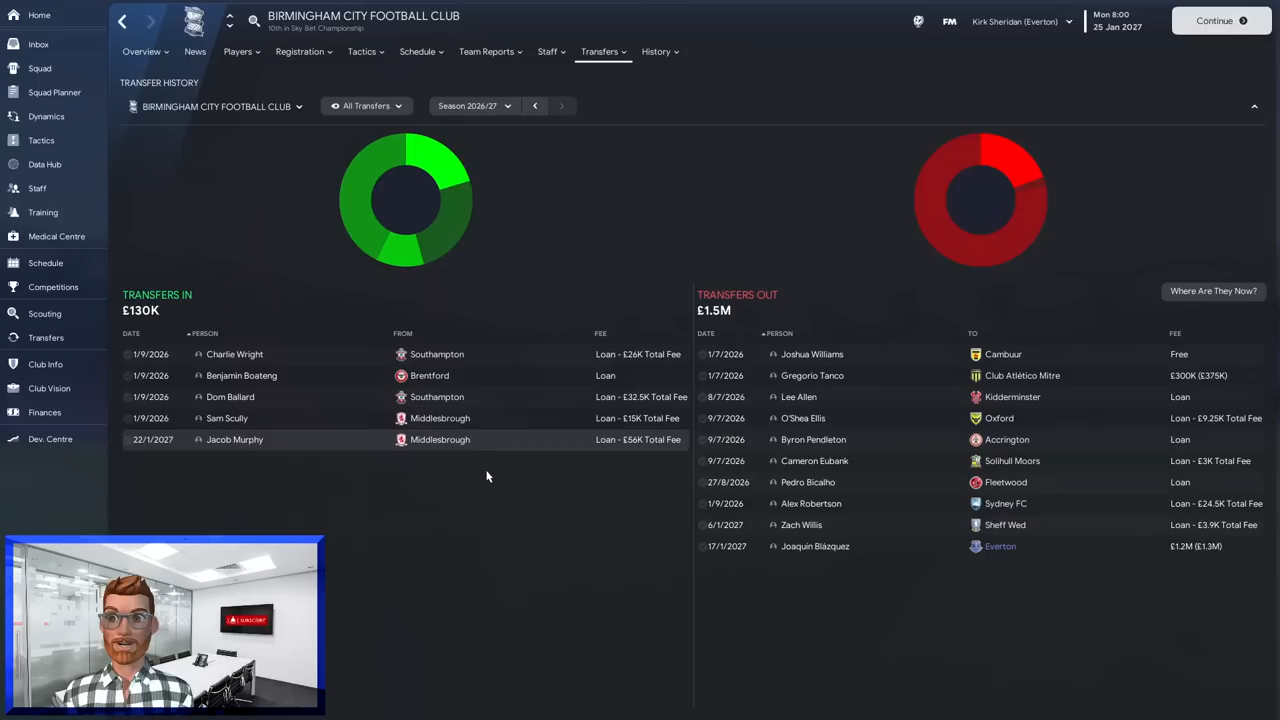 Home
BIRMINGHAM CITY FOOTBALL CLUB
10th in Sky Bet Championship
FM
Kirk Sheridan (Everton)
Mon 8:00
25 Jan 2027
Continue
Inbox
Squad
Squad Planner
Dynamics
Tactics
Data Hub
Staff
Training
Medical Centre
Schedule
Competitions
Scouting
Transfers
Club Info
Club Vision
Finances
Dev. Centre
Overview News Players Registration Tactics Schedule Team Reports Staff Transfers History
TRANSFER HISTORY
BIRMINGHAM CITY FOOTBALL CLUB All Transfers Season 2026/27
TRANSFERS IN
£130K
DATE PERSON FROM FEE
1/9/2026 Charlie Wright Southampton Loan - £26K Total Fee
1/9/2026 Benjamin Boateng Brentford Loan
1/9/2026 Dom Ballard Southampton Loan - £32.5K Total Fee
1/9/2026 Sam Scully Middlesbrough Loan - £15K Total Fee
22/1/2027 Jacob Murphy Middlesbrough Loan - £56K Total Fee
TRANSFERS OUT
£1.5M
Where Are They Now?
DATE PERSON TO FEE
1/7/2026 Joshua Williams Cambuur Free
1/7/2026 Gregorio Tanco Club Atlético Mitre £300K (£375K)
8/7/2026 Lee Allen Kidderminster Loan
9/7/2026 O'Shea Ellis Oxford Loan - £9.25K Total Fee
9/7/2026 Byron Pendleton Accrington Loan
9/7/2026 Cameron Eubank Solihull Moors Loan - £3K Total Fee
27/8/2026 Pedro Bicalho Fleetwood Loan
1/9/2026 Alex Robertson Sydney FC Loan - £24.5K Total Fee
6/1/2027 Zach Willis Sheff Wed Loan - £3.9K Total Fee
17/1/2027 Joaquín Blázquez Everton £1.2M (£1.3M)
SUBSCRIBE